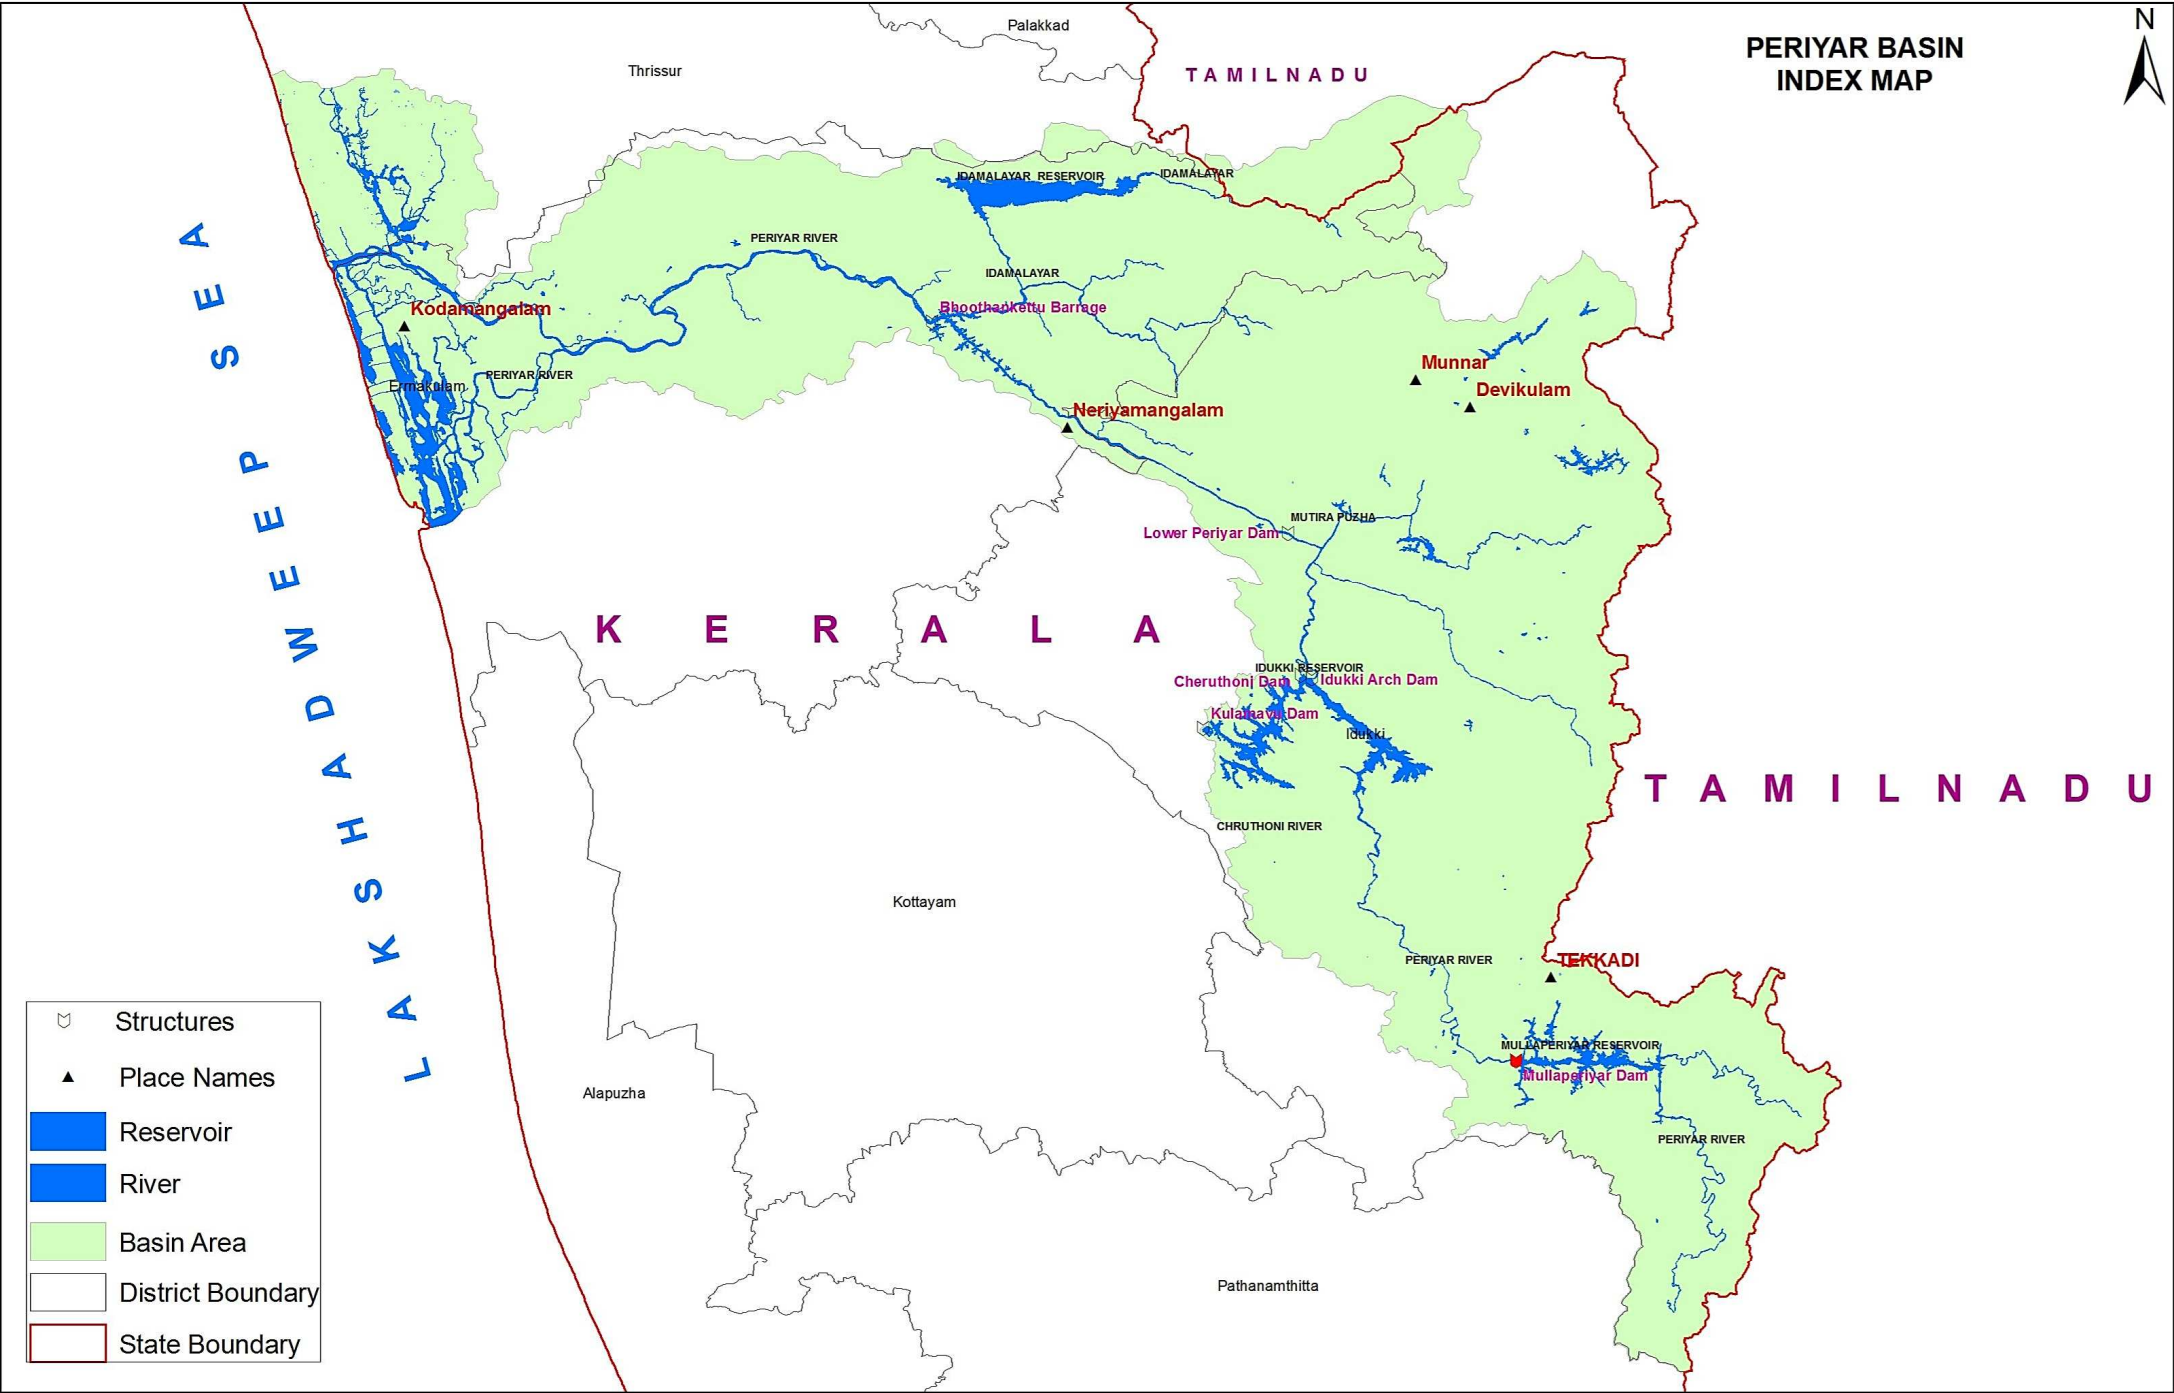 PERIYAR BASIN
INDEX MAP
N
Palakkad
Thrissur
TAMILNADU
IDAMALAYAR RESERVOIR
IDAMALAYAR
PERIYAR RIVER
IDAMALAYAR
Bhoothankettu Barrage
Kodamangalam
Munnar
Devikulam
PERIYAR RIVER
Ernakulam
Neriyamangalam
MUTIRA PUZHA
Lower Periyar Dam
KERALA
IDUKKI RESERVOIR
Cheruthoni Dam
Idukki Arch Dam
Kulamavu Dam
Idukki
TAMILNADU
CHRUTHONI RIVER
Kottayam
PERIYAR RIVER
TEKKADI
MULLAPERIYAR RESERVOIR
Mullaperiyar Dam
Alapuzha
PERIYAR RIVER
Pathanamthitta
LAKSHADWEEP SEA
Structures
Place Names
Reservoir
River
Basin Area
District Boundary
State Boundary